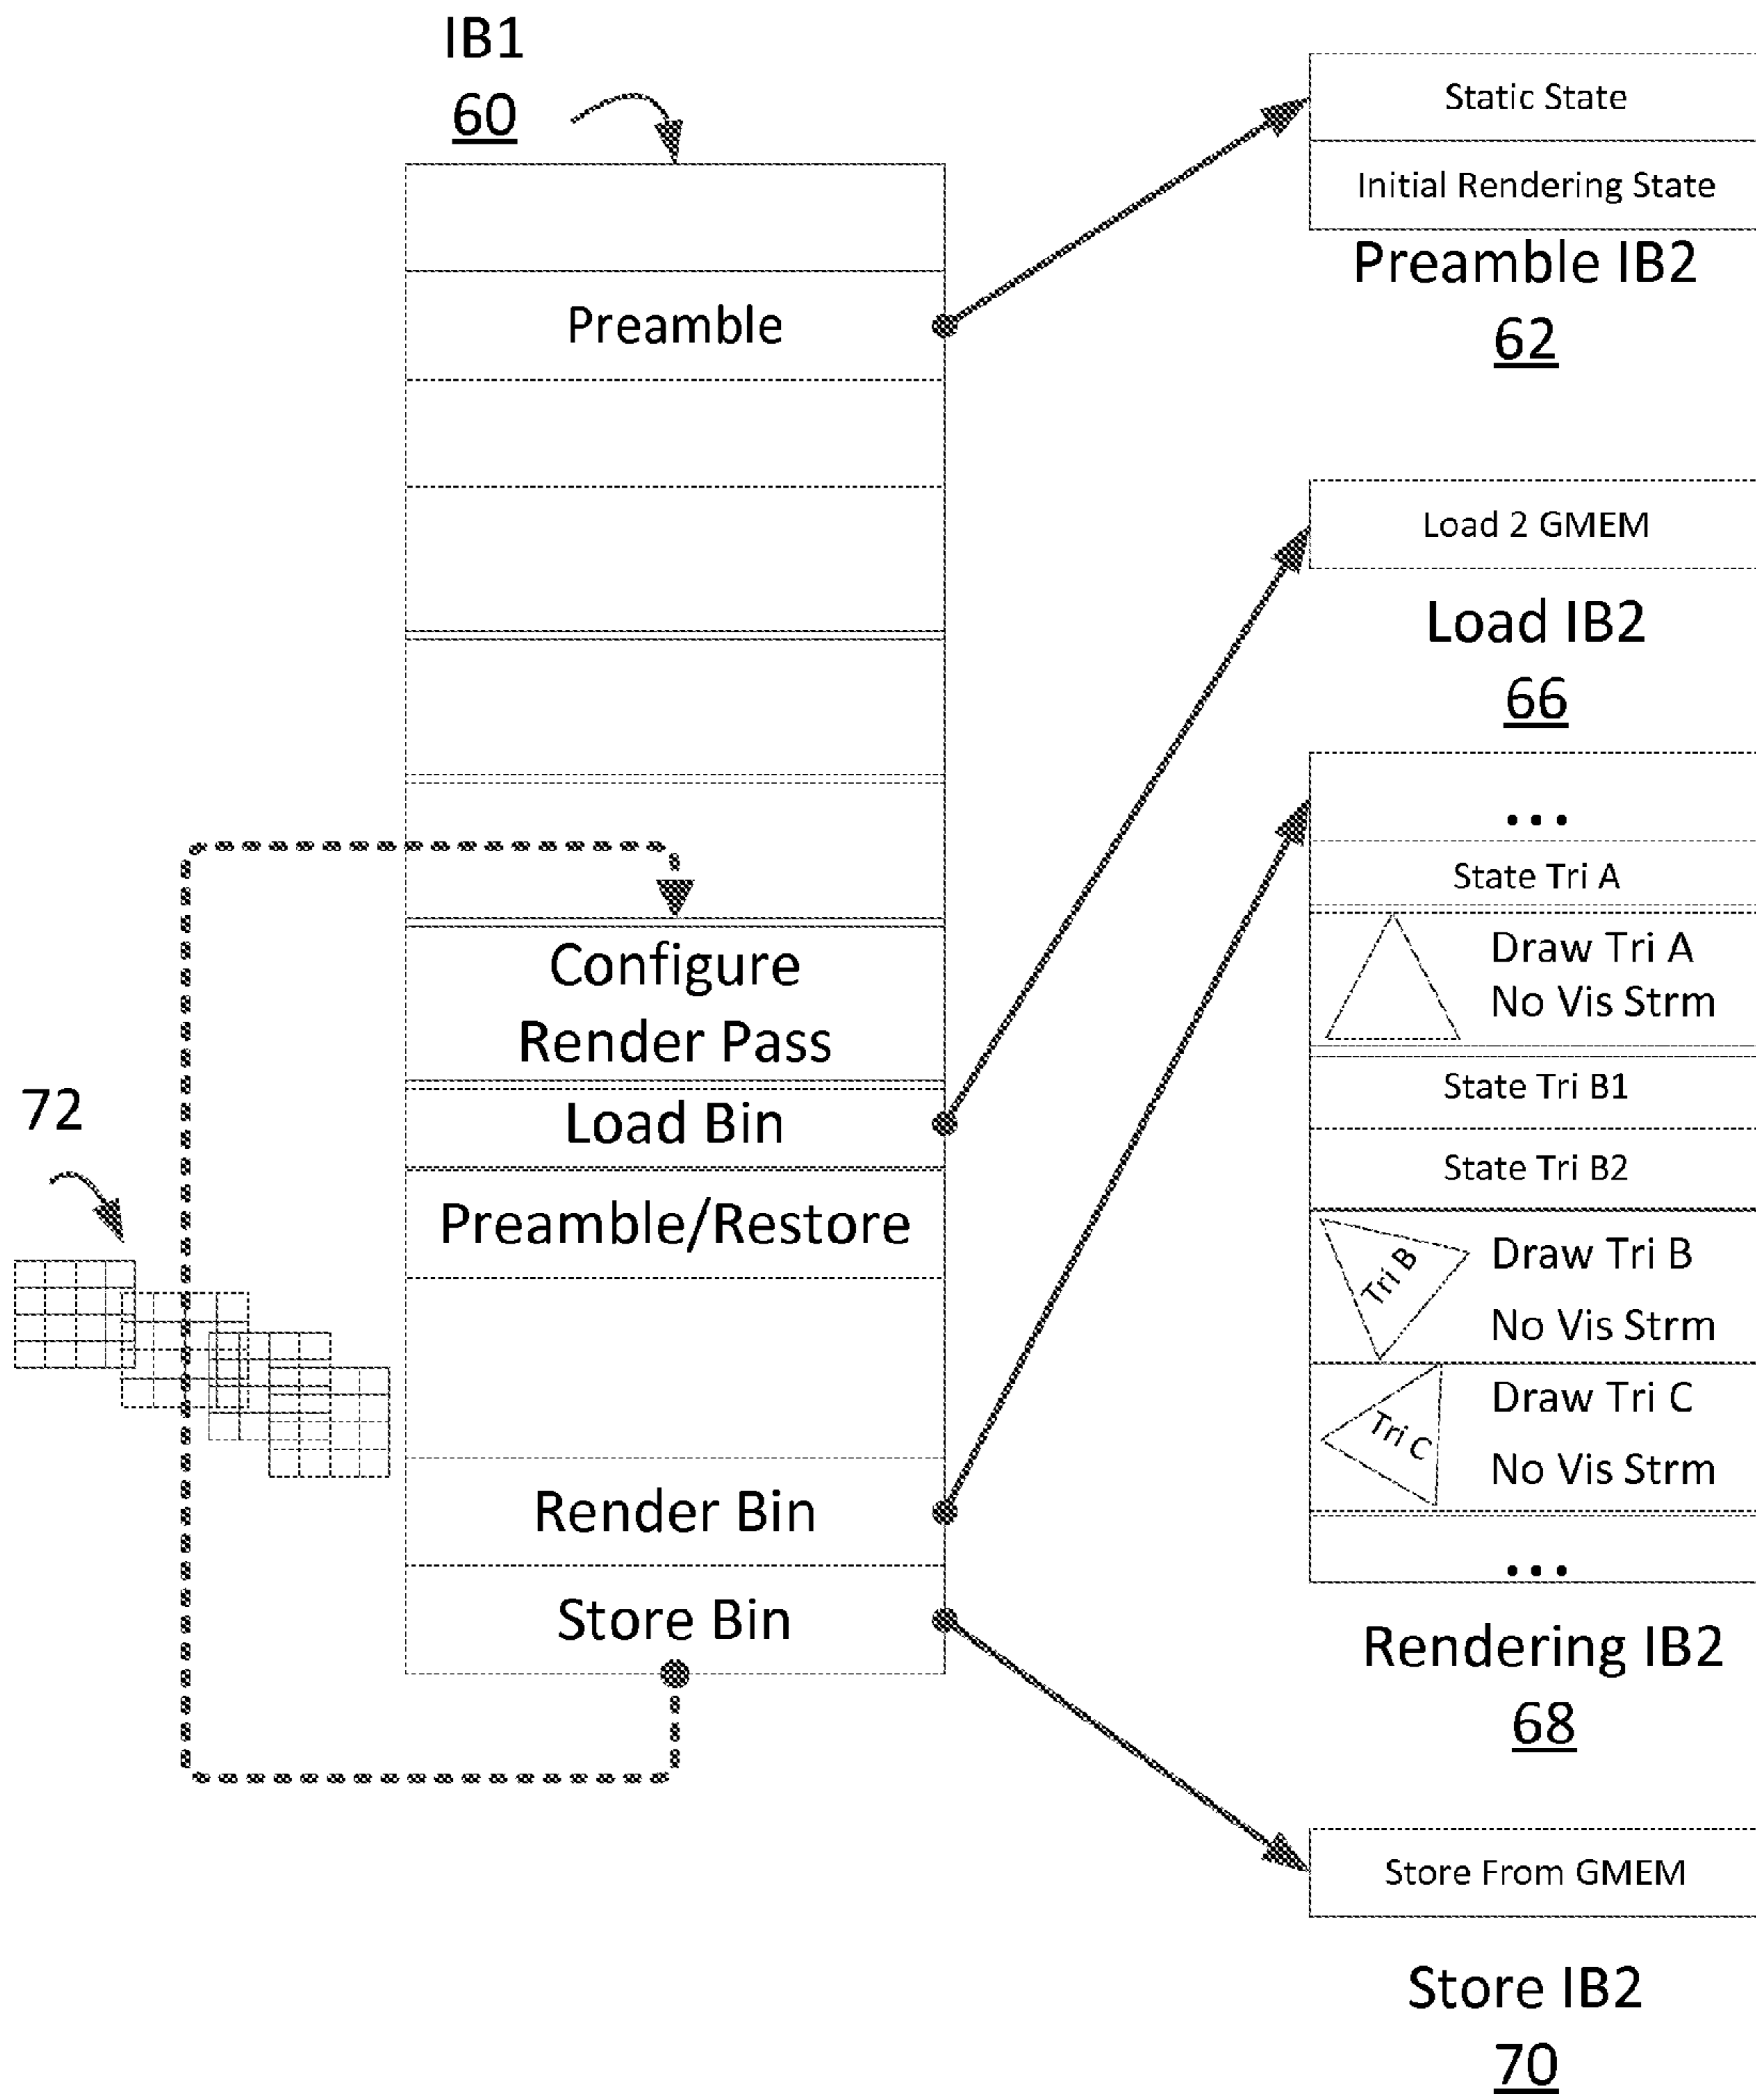 IB1
60
Preamble
Configure
Render Pass
Load Bin
Preamble/Restore
Render Bin
Store Bin
72
Static State
Initial Rendering State
Preamble IB2
62
Load 2 GMEM
Load IB2
66
...
State Tri A
Draw Tri A
No Vis Strm
State Tri B1
State Tri B2
Tri B
Draw Tri B
No Vis Strm
Tri C
Draw Tri C
No Vis Strm
...
Rendering IB2
68
Store From GMEM
Store IB2
70